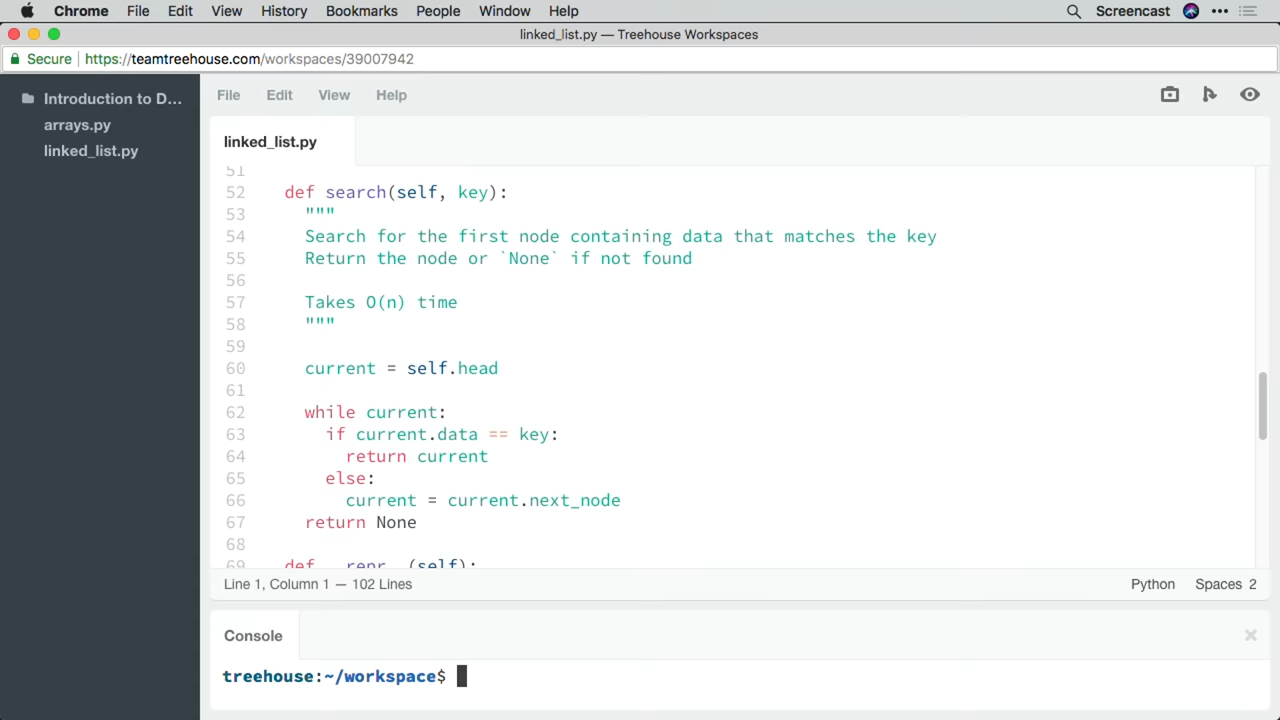 Chrome File Edit View History Bookmarks People Window Help Screencast
linked_list.py — Treehouse Workspaces
Secure https://teamtreehouse.com/workspaces/39007942
Introduction to D...
arrays.py
linked_list.py
File Edit View Help
linked_list.py
51
52 def search(self, key):
53 """
54 Search for the first node containing data that matches the key
55 Return the node or `None` if not found
56
57 Takes O(n) time
58 """
59
60 current = self.head
61
62 while current:
63 if current.data == key:
64 return current
65 else:
66 current = current.next_node
67 return None
68
69 def __repr__(self):
Line 1, Column 1 — 102 Lines Python Spaces 2
Console
treehouse:~/workspace$